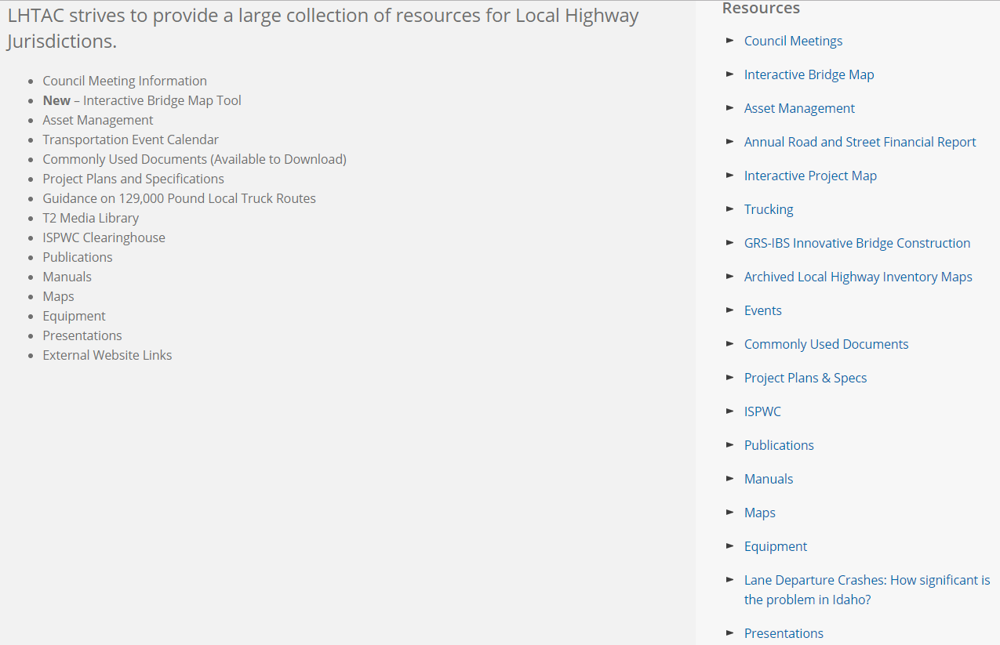 LHTAC strives to provide a large collection of resources for Local Highway
Jurisdictions.
Council Meeting Information
New – Interactive Bridge Map Tool
Asset Management
Transportation Event Calendar
Commonly Used Documents (Available to Download)
Project Plans and Specifications
Guidance on 129,000 Pound Local Truck Routes
T2 Media Library
ISPWC Clearinghouse
Publications
Manuals
Maps
Equipment
Presentations
External Website Links
Resources
Council Meetings
Interactive Bridge Map
Asset Management
Annual Road and Street Financial Report
Interactive Project Map
Trucking
GRS-IBS Innovative Bridge Construction
Archived Local Highway Inventory Maps
Events
Commonly Used Documents
Project Plans & Specs
ISPWC
Publications
Manuals
Maps
Equipment
Lane Departure Crashes: How significant is
the problem in Idaho?
Presentations